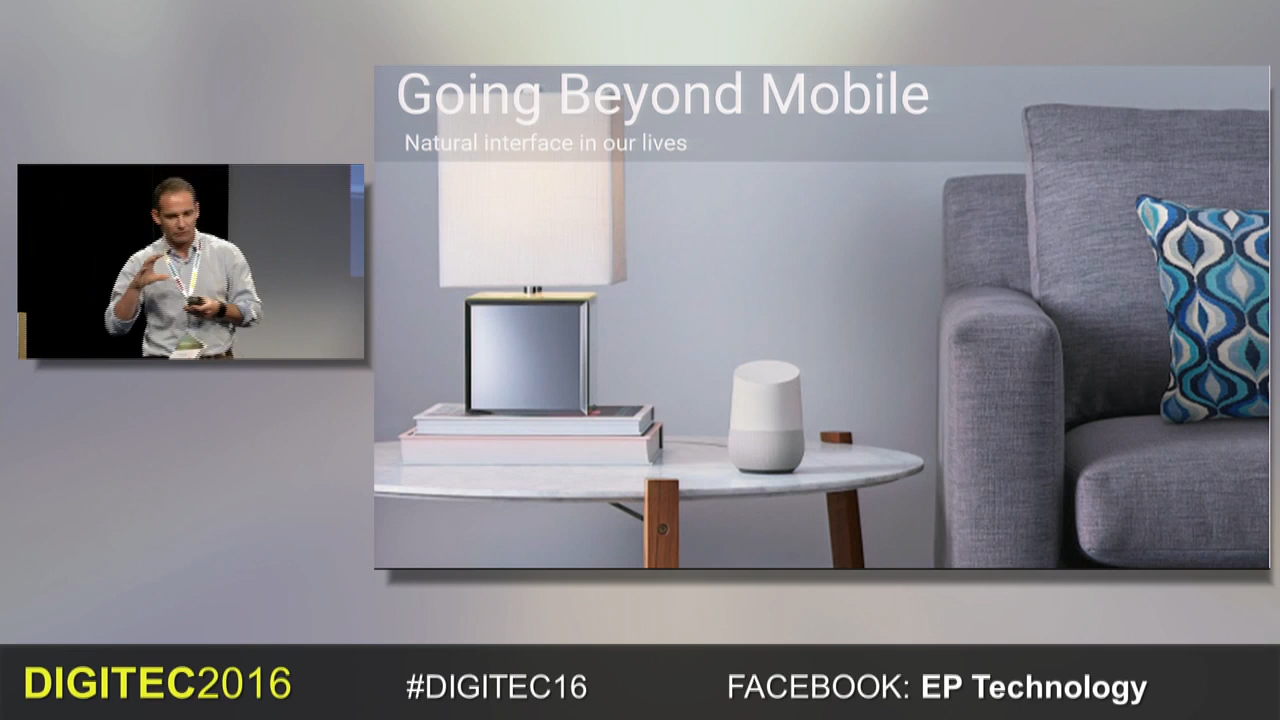 Going Beyond Mobile
Natural interface in our lives
DIGITEC2016
#DIGITEC16
FACEBOOK: EP Technology